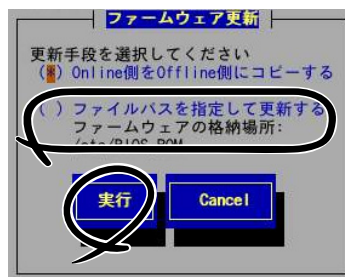 ファームウェア更新
更新手段を選択してください
(*) Online側をOffline側にコピーする
( ) ファイルパスを指定して更新する
ファームウェアの格納場所:
/etc/BIOS.ROM
実行
Cancel